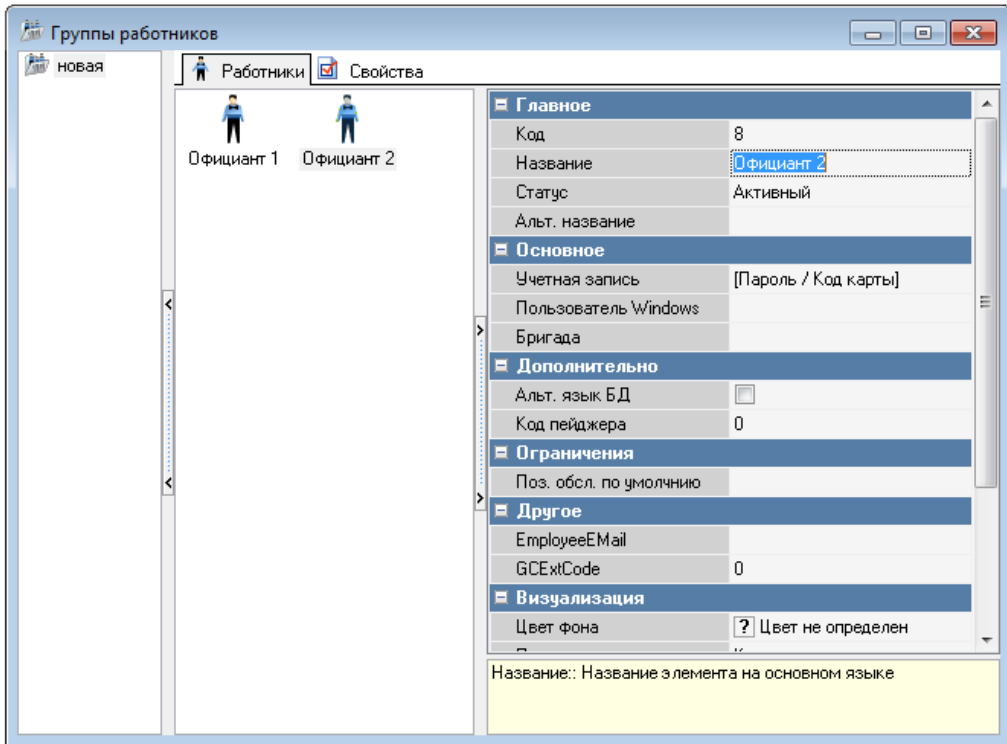 Группы работников
новая
Работники
Свойства
Официант 1
Официант 2
Главное
Код 8
Название Официант 2
Статус Активный
Альт. название
Основное
Учетная запись [Пароль / Код карты]
Пользователь Windows
Бригада
Дополнительно
Альт. язык БД
Код пейджера 0
Ограничения
Поз. обсл. по умолчнию
Другое
EmployeeEMail
GCExtCode 0
Визуализация
Цвет фона ? Цвет не определен
Название:: Название элемента на основном языке